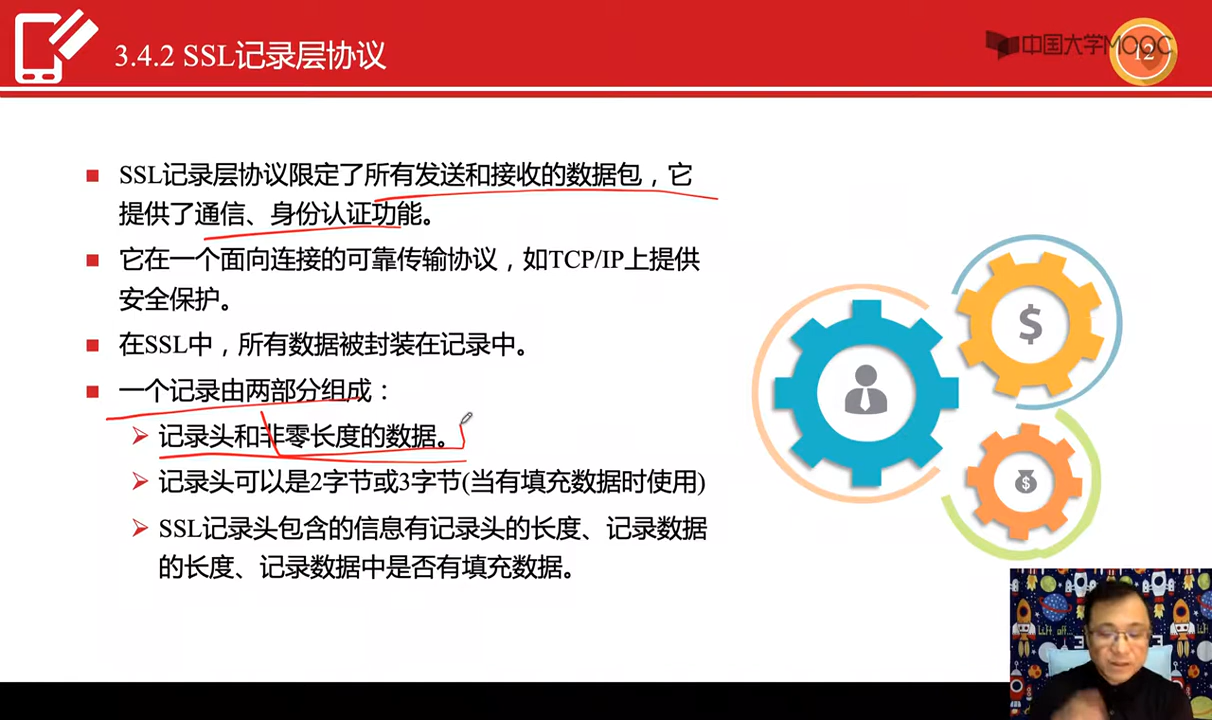 3.4.2 SSL记录层协议
中国大学MOOC
12
SSL记录层协议限定了所有发送和接收的数据包，它
提供了通信、身份认证功能。
它在一个面向连接的可靠传输协议，如TCP/IP上提供
安全保护。
在SSL中，所有数据被封装在记录中。
一个记录由两部分组成：
记录头和非零长度的数据。
记录头可以是2字节或3字节(当有填充数据时使用)
SSL记录头包含的信息有记录头的长度、记录数据
的长度、记录数据中是否有填充数据。
$
$